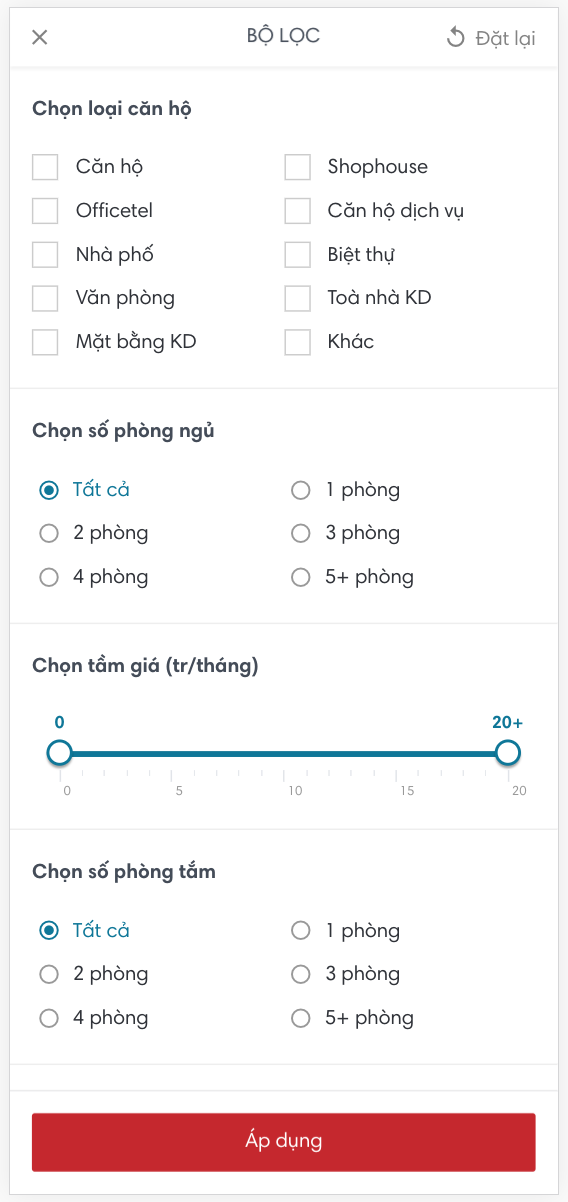 BỘ LỌC
Đặt lại
Chọn loại căn hộ
Căn hộ Shophouse
Officetel Căn hộ dịch vụ
Nhà phố Biệt thự
Văn phòng Toà nhà KD
Mặt bằng KD Khác
Chọn số phòng ngủ
Tất cả 1 phòng
2 phòng 3 phòng
4 phòng 5+ phòng
Chọn tầm giá (tr/tháng)
0 20+
0 5 10 15 20
Chọn số phòng tắm
Tất cả 1 phòng
2 phòng 3 phòng
4 phòng 5+ phòng
Áp dụng